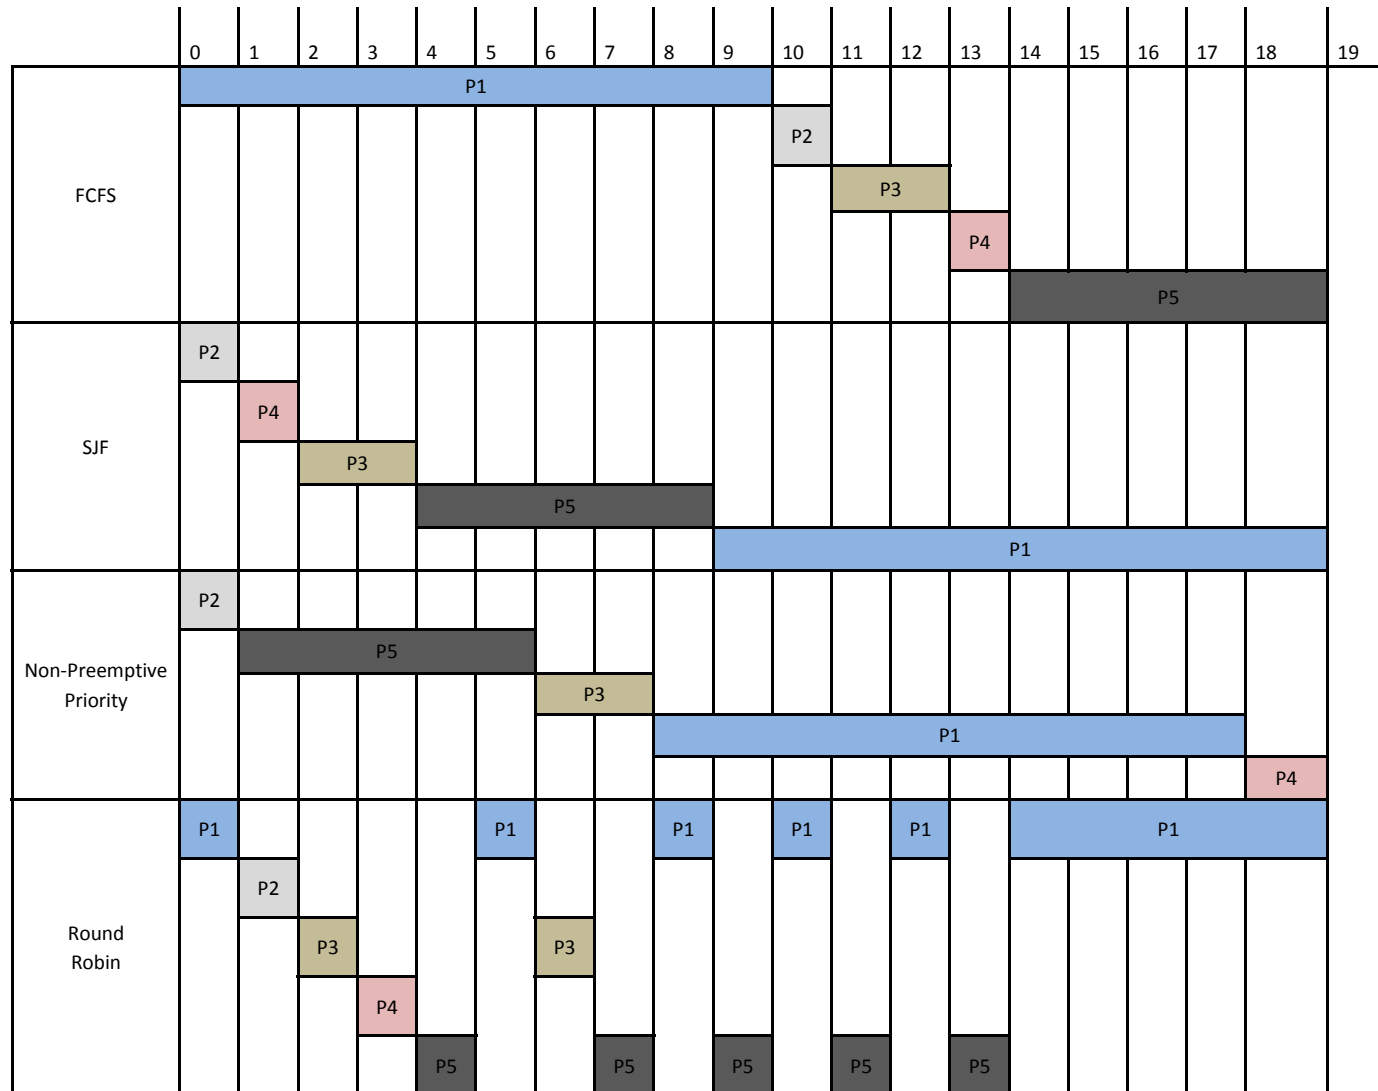 0 1 2 3 4 5 6 7 8 9 10 11 12 13 14 15 16 17 18 19
P1
P2
FCFS
P3
P4
P5
P2
P4
SJF
P3
P5
P1
P2
P5
Non-Preemptive
Priority
P3
P1
P4
P1 P1 P1 P1 P1 P1
P2
Round
Robin
P3 P3
P4
P5 P5 P5 P5 P5